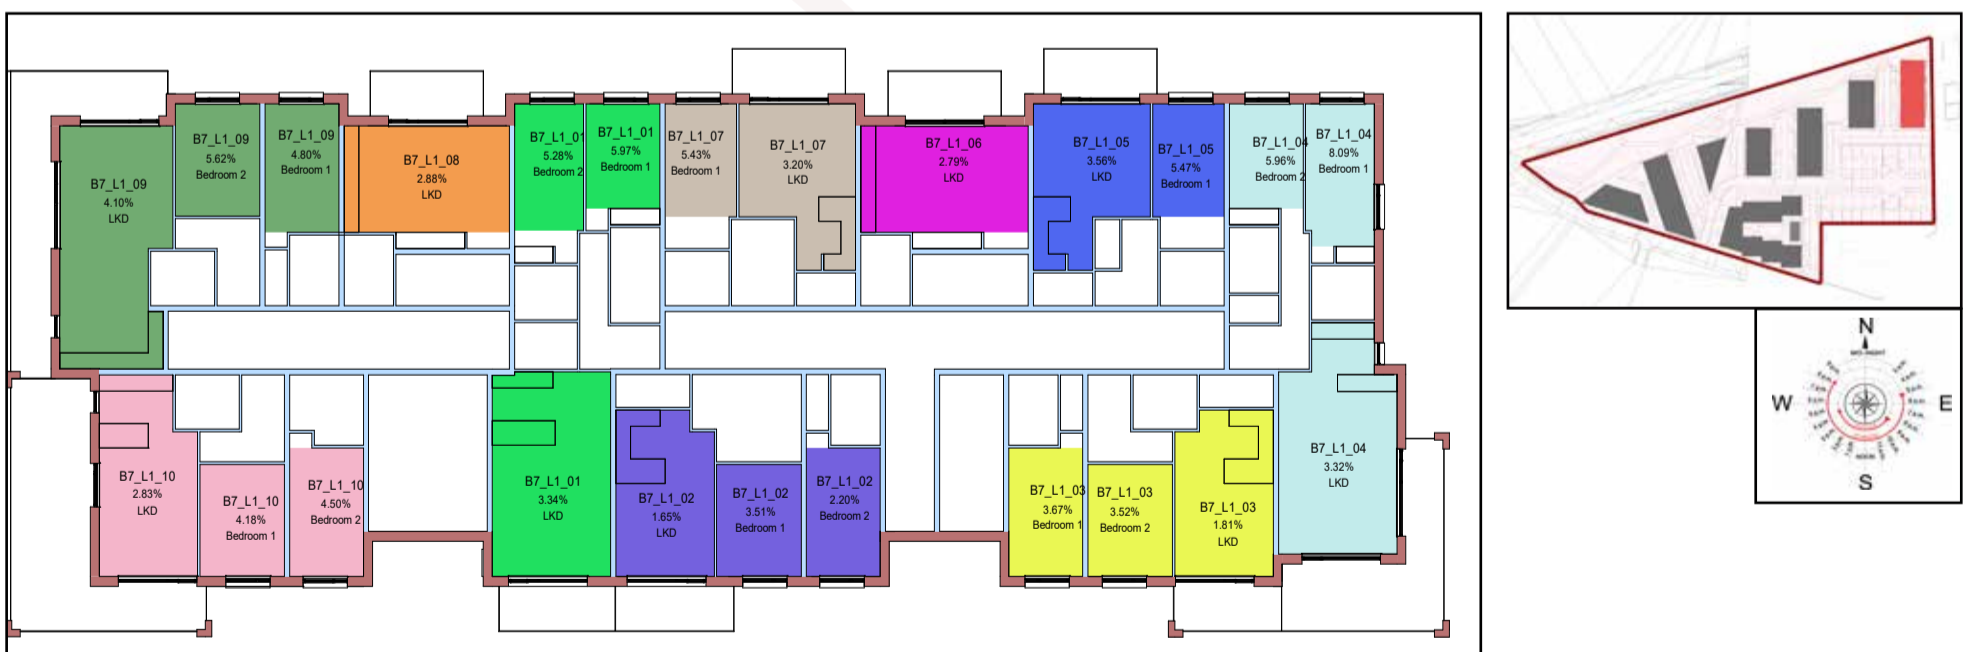 B7_L1_09
5.62%
Bedroom 2
B7_L1_09
4.80%
Bedroom 1
B7_L1_09
4.10%
LKD
B7_L1_08
2.88%
LKD
B7_L1_01
5.28%
Bedroom 2
B7_L1_01
5.97%
Bedroom 1
B7_L1_07
5.43%
Bedroom 1
B7_L1_07
3.20%
LKD
B7_L1_06
2.79%
LKD
B7_L1_05
3.56%
LKD
B7_L1_05
5.47%
Bedroom 1
B7_L1_04
5.96%
Bedroom 2
B7_L1_04
8.09%
Bedroom 1
B7_L1_10
2.83%
LKD
B7_L1_10
4.18%
Bedroom 1
B7_L1_10
4.50%
Bedroom 2
B7_L1_01
3.34%
LKD
B7_L1_02
1.65%
LKD
B7_L1_02
3.51%
Bedroom 1
B7_L1_02
2.20%
Bedroom 2
B7_L1_03
3.67%
Bedroom 1
B7_L1_03
3.52%
Bedroom 2
B7_L1_03
1.81%
LKD
B7_L1_04
3.32%
LKD
N
W
E
S